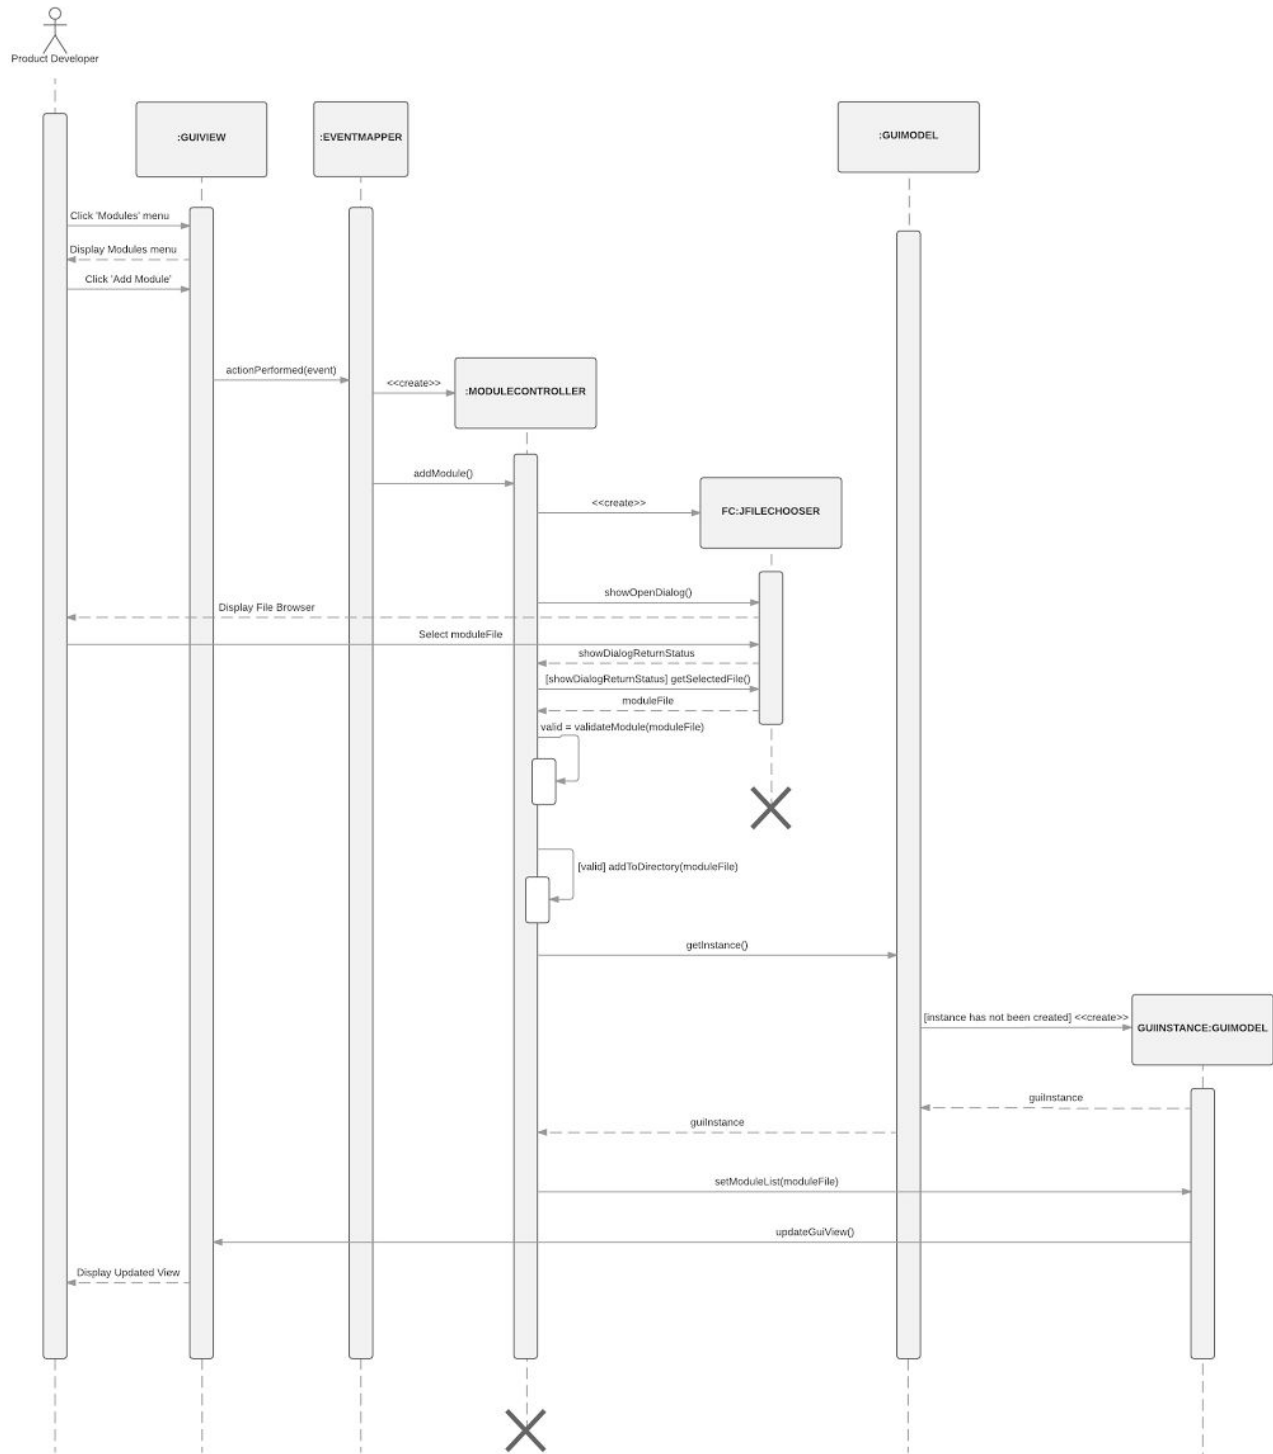 Product Developer
:GUIVIEW
:EVENTMAPPER
:GUIMODEL
Click 'Modules' menu
Display Modules menu
Click 'Add Module'
actionPerformed(event)
<<create>>
:MODULECONTROLLER
addModule()
<<create>>
FC:JFILECHOOSER
showOpenDialog()
Display File Browser
Select moduleFile
showDialogReturnStatus
[showDialogReturnStatus] getSelectedFile()
moduleFile
valid = validateModule(moduleFile)
[valid] addToDirectory(moduleFile)
getInstance()
[instance has not been created] <<create>>
GUIINSTANCE:GUIMODEL
guiInstance
guiInstance
setModuleList(moduleFile)
updateGuiView()
Display Updated View